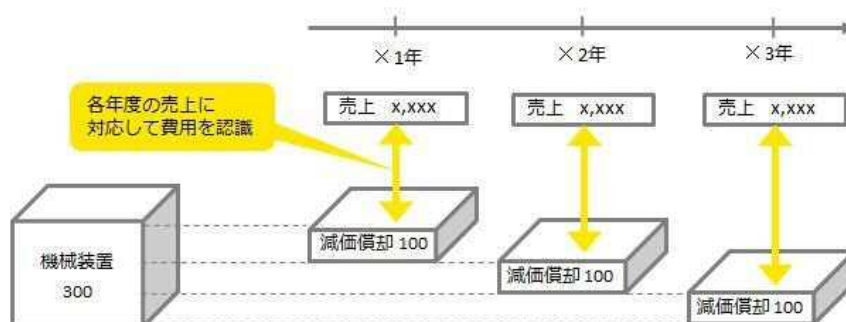 ×1年
×2年
×3年
各年度の売上に
対応して費用を認識
売上 x,xxx
売上 x,xxx
売上 x,xxx
機械装置
300
減価償却 100
減価償却 100
減価償却 100